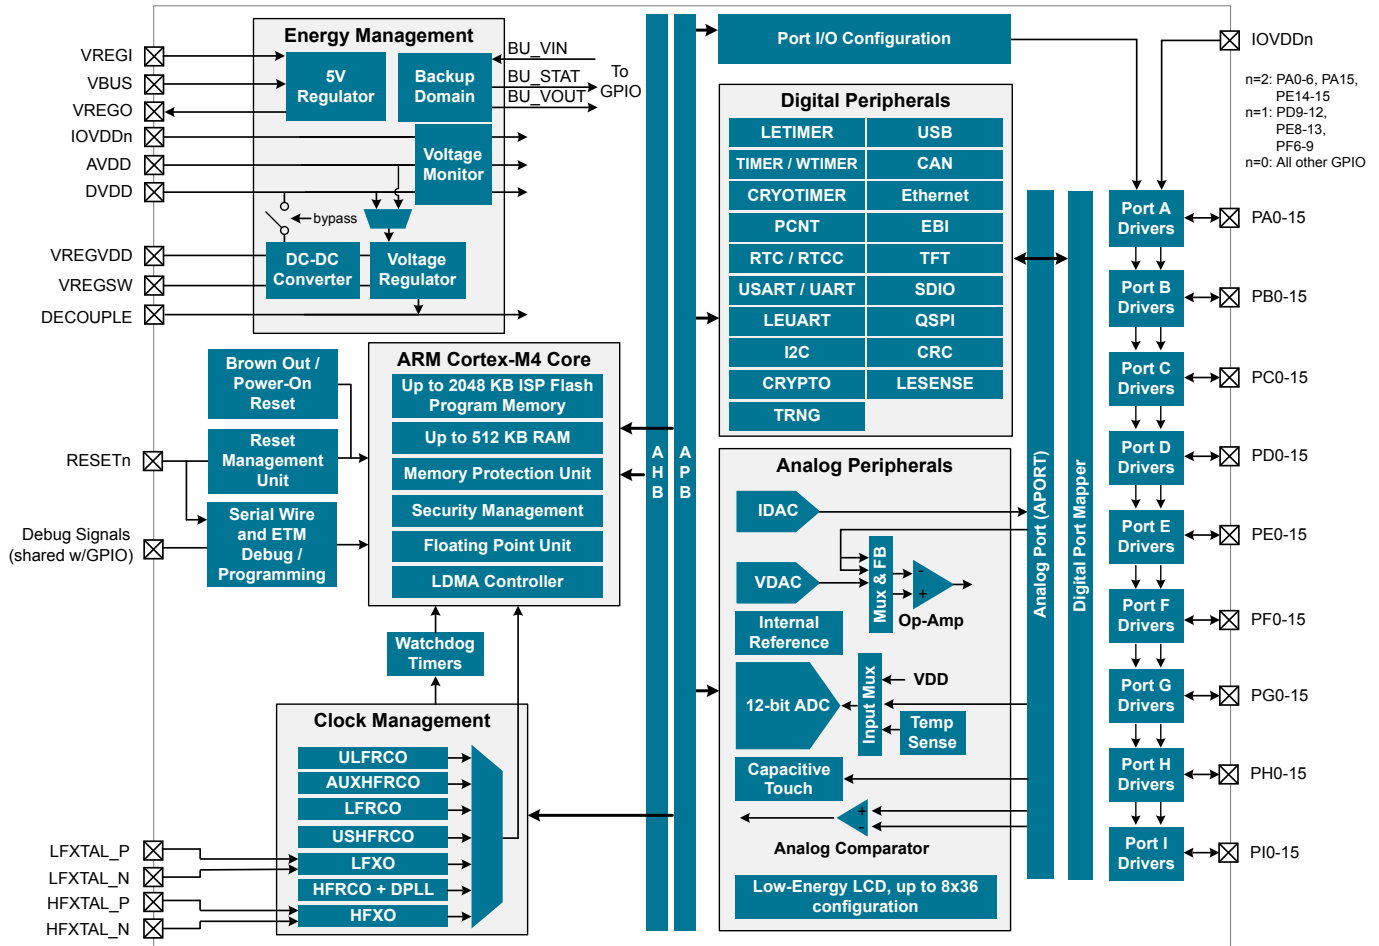 Energy Management
VREGI
VBUS
VREGO
IOVDDn
AVDD
DVDD
VREGVDD
VREGSW
DECOUPLE
5V
Regulator
Backup
Domain
BU_VIN
BU_STAT
BU_VOUT
To
GPIO
Voltage
Monitor
bypass
DC-DC
Converter
Voltage
Regulator
Brown Out /
Power-On
Reset
Reset
Management
Unit
Serial Wire
and ETM
Debug /
Programming
RESETn
Debug Signals
(shared w/GPIO)
ARM Cortex-M4 Core
Up to 2048 KB ISP Flash
Program Memory
Up to 512 KB RAM
Memory Protection Unit
Security Management
Floating Point Unit
LDMA Controller
Watchdog
Timers
Clock Management
ULFRCO
AUXHFRCO
LFRCO
USHFRCO
LFXO
HFRCO + DPLL
HFXO
LFXTAL_P
LFXTAL_N
HFXTAL_P
HFXTAL_N
A
H
B
A
P
B
Port I/O Configuration
Digital Peripherals
LETIMER
USB
TIMER / WTIMER
CAN
CRYOTIMER
Ethernet
PCNT
EBI
RTC / RTCC
TFT
USART / UART
SDIO
LEUART
QSPI
I2C
CRC
CRYPTO
LESENSE
TRNG
Analog Peripherals
IDAC
VDAC
Mux & FB
-
+
Op-Amp
Internal
Reference
12-bit ADC
Input Mux
VDD
Temp
Sense
Capacitive
Touch
+
-
Analog Comparator
Low-Energy LCD, up to 8x36
configuration
Analog Port (APORT)
Digital Port Mapper
IOVDDn
n=2: PA0-6, PA15,
PE14-15
n=1: PD9-12,
PE8-13,
PF6-9
n=0: All other GPIO
Port A
Drivers
PA0-15
Port B
Drivers
PB0-15
Port C
Drivers
PC0-15
Port D
Drivers
PD0-15
Port E
Drivers
PE0-15
Port F
Drivers
PF0-15
Port G
Drivers
PG0-15
Port H
Drivers
PH0-15
Port I
Drivers
PI0-15